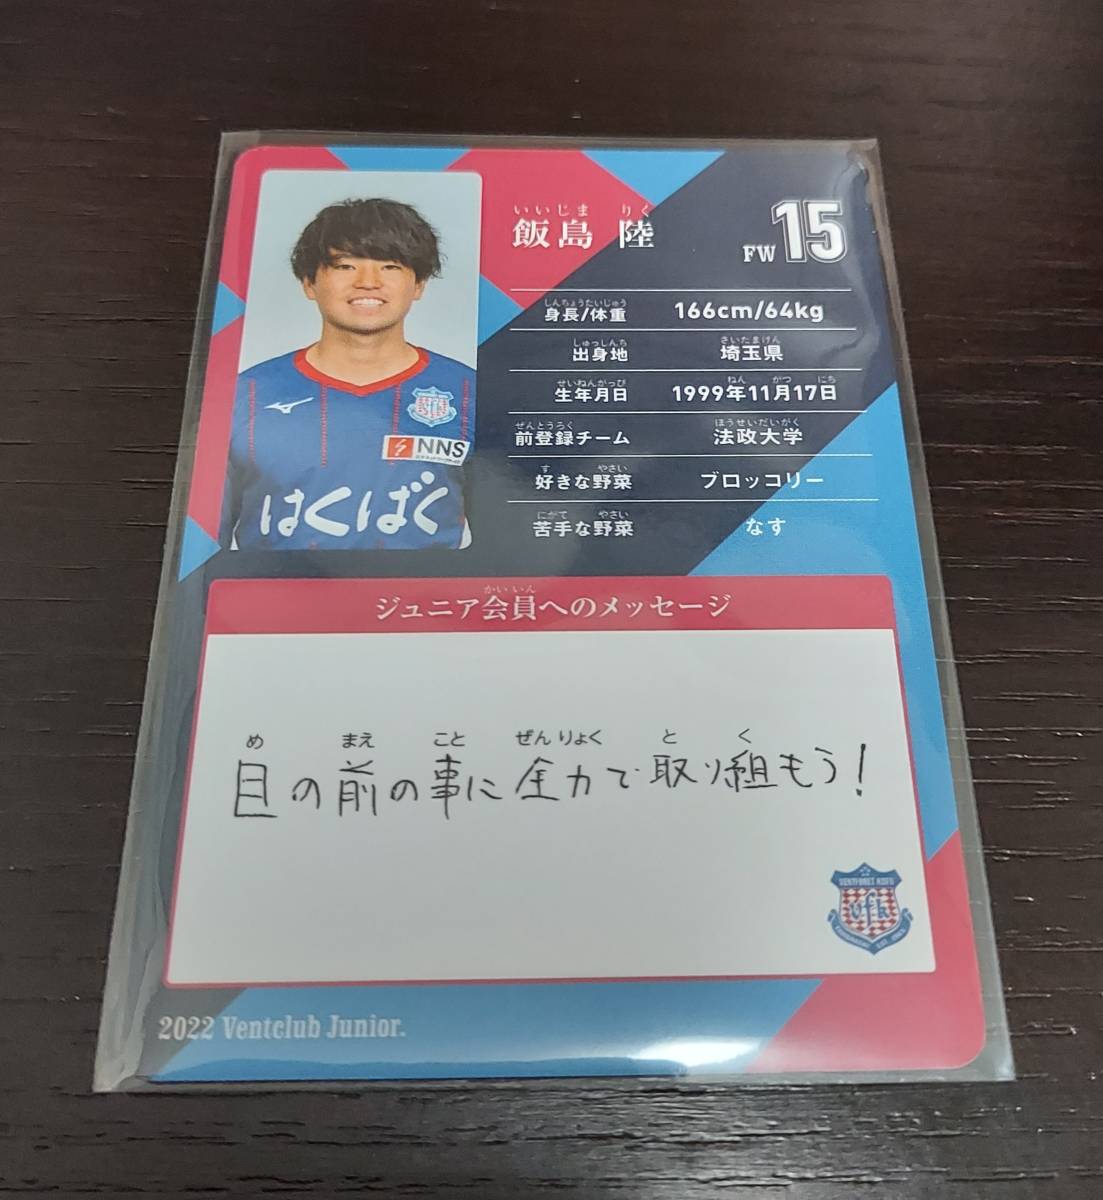 いいじま りく
飯島 陸
FW 15
しんちょうたいじゅう
身長/体重 166cm/64kg
しゅっしんち さいたまけん
出身地 埼玉県
せいねんがっぴ ねん がつ にち
生年月日 1999年11月17日
ぜんとうろく ほうせいだいがく
前登録チーム 法政大学
す やさい
好きな野菜 ブロッコリー
にがて やさい
苦手な野菜 なす
NNS
はくばく
かいいん
ジュニア会員へのメッセージ
め まえ こと ぜんりょく と く
目の前の事に全力で取り組もう!
VENTFORET KOFU
vfk
2022 Ventclub Junior.